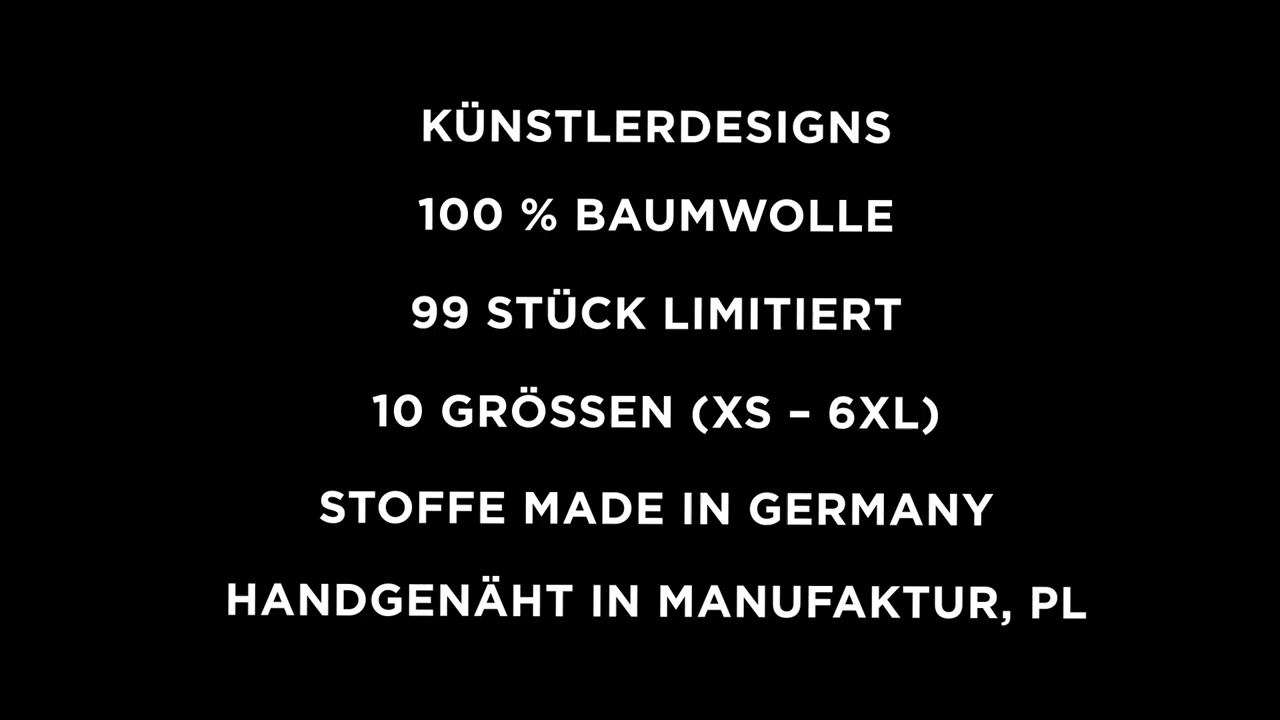 KÜNSTLERDESIGNS
100 % BAUMWOLLE
99 STÜCK LIMITIERT
10 GRÖSSEN (XS – 6XL)
STOFFE MADE IN GERMANY
HANDGENÄHT IN MANUFAKTUR, PL